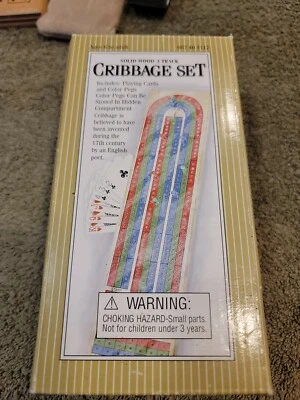 SOLID WOOD 3 TRACK
CRIBBAGE SET
Includes: Playing Cards
and Color Pegs
Color Pegs Can Be
Stored In Hidden
Compartment
Cribbage is
believed to have
been invented
during the
17th century
by an English
poet.
WARNING:
CHOKING HAZARD-Small parts.
Not for children under 3 years.